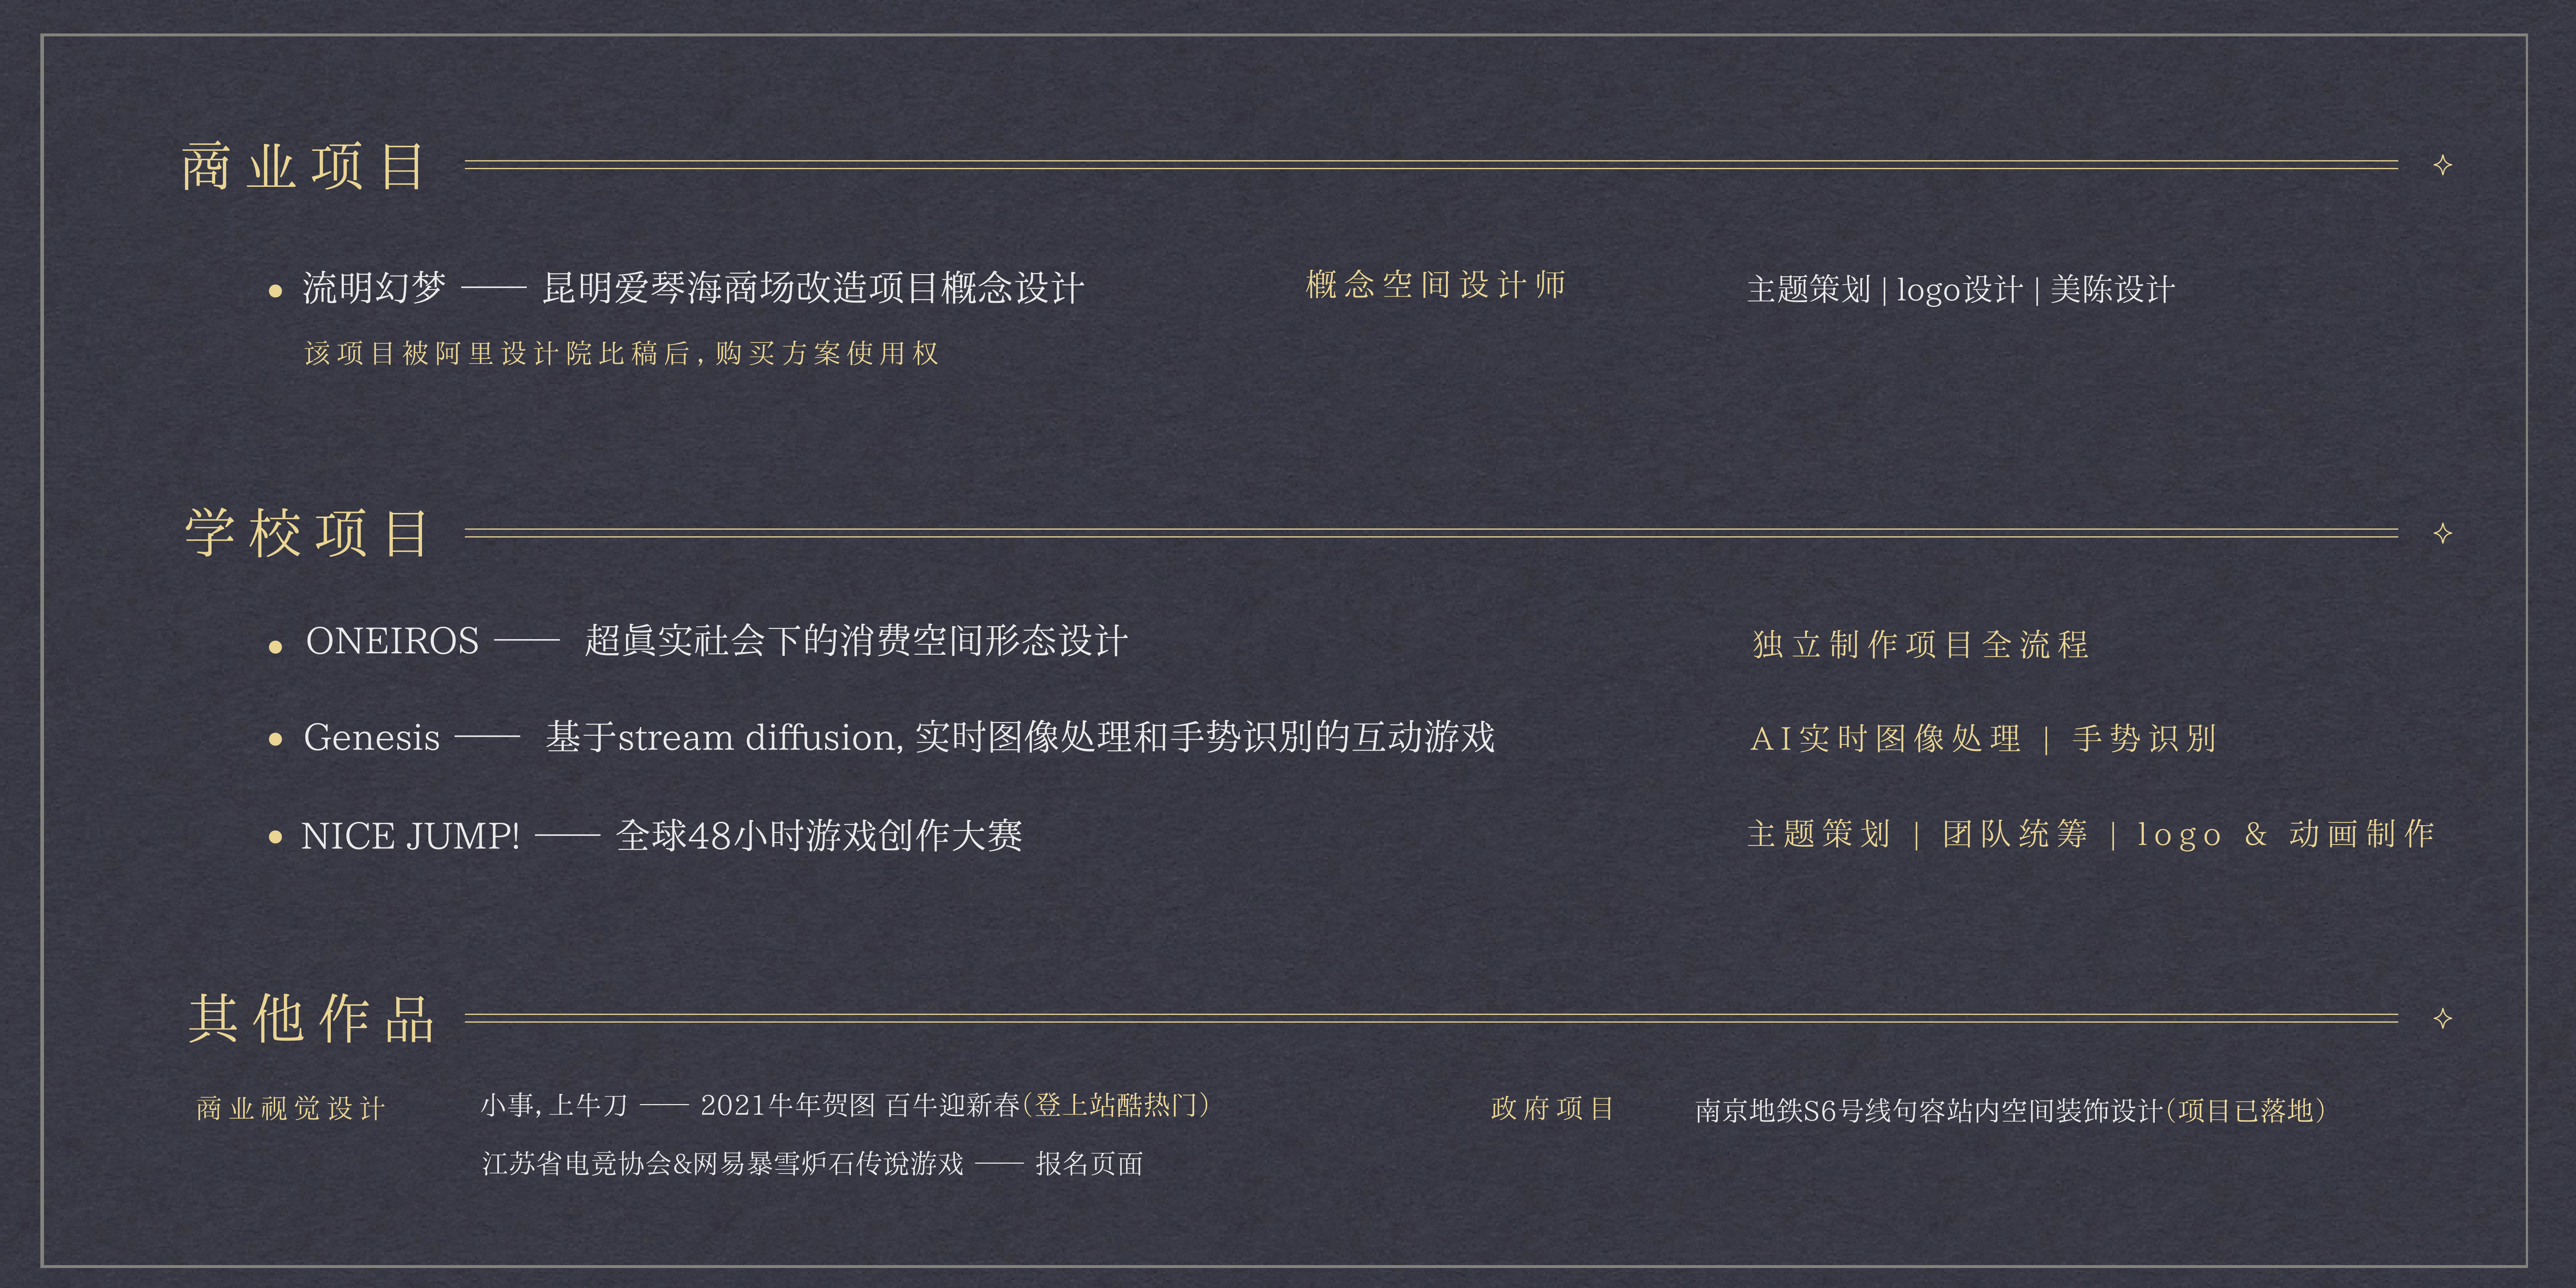 商业项目
流明幻梦 —— 昆明爱琴海商场改造项目概念设计
概念空间设计师
主题策划 | logo设计 | 美陈设计
该项目被阿里设计院比稿后, 购买方案使用权
学校项目
ONEIROS —— 超真实社会下的消费空间形态设计
独立制作项目全流程
Genesis —— 基于stream diffusion, 实时图像处理和手势识别的互动游戏
AI实时图像处理 | 手势识别
NICE JUMP! —— 全球48小时游戏创作大赛
主题策划 | 团队统筹 | logo & 动画制作
其他作品
商业视觉设计
小事, 上牛刀 —— 2021牛年贺图 百牛迎新春(登上站酷热门)
江苏省电竞协会&网易暴雪炉石传说游戏 —— 报名页面
政府项目
南京地铁S6号线句容站内空间装饰设计(项目已落地)